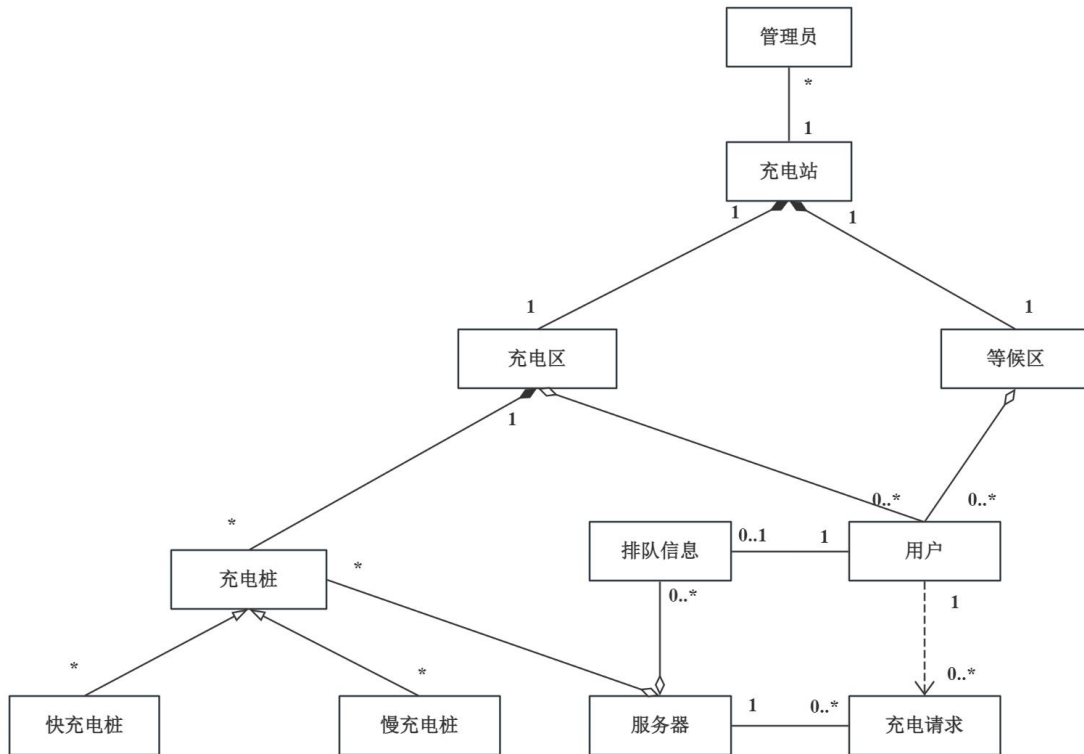 管理员
*
1
充电站
1
1
1
1
充电区
等候区
1
0..*
0..*
*
排队信息
0..1
1
用户
充电桩
*
0..*
1
*
*
0..*
快充电桩
慢充电桩
服务器
1
0..*
充电请求